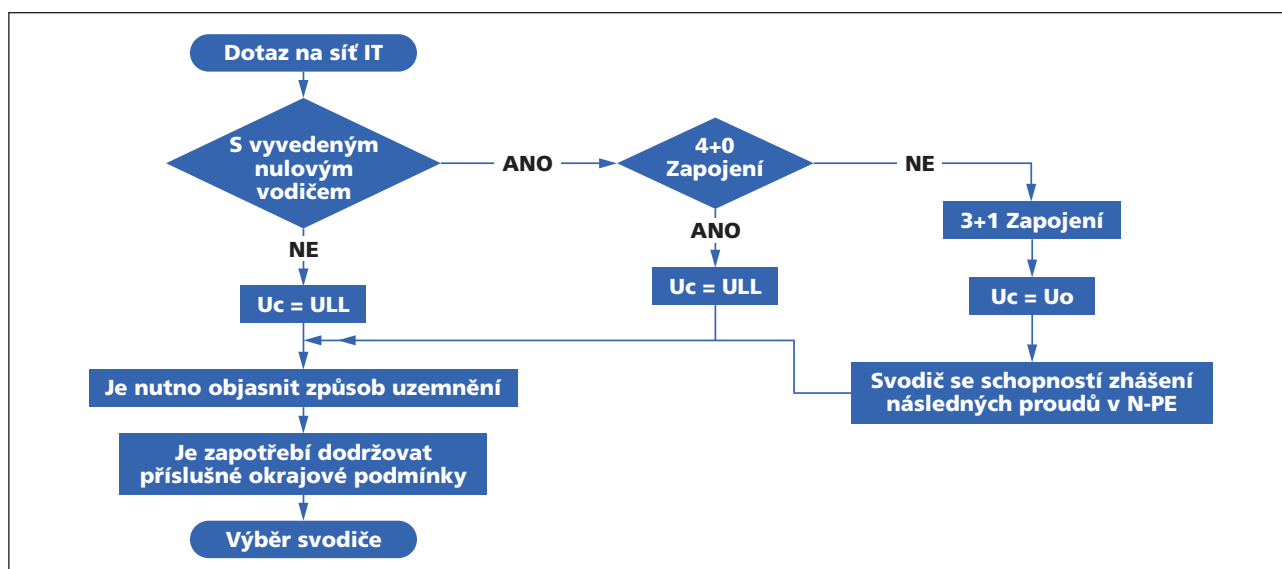 Dotaz na síť IT
S vyvedeným
nulovým
vodičem
ANO
4+0
Zapojení
NE
3+1 Zapojení
ANO
NE
Uc = ULL
Uc = ULL
Uc = Uo
Je nutno objasnit způsob uzemnění
Svodič se schopností zhášení
následných proudů v N-PE
Je zapotřebí dodržovat
příslušné okrajové podmínky
Výběr svodiče